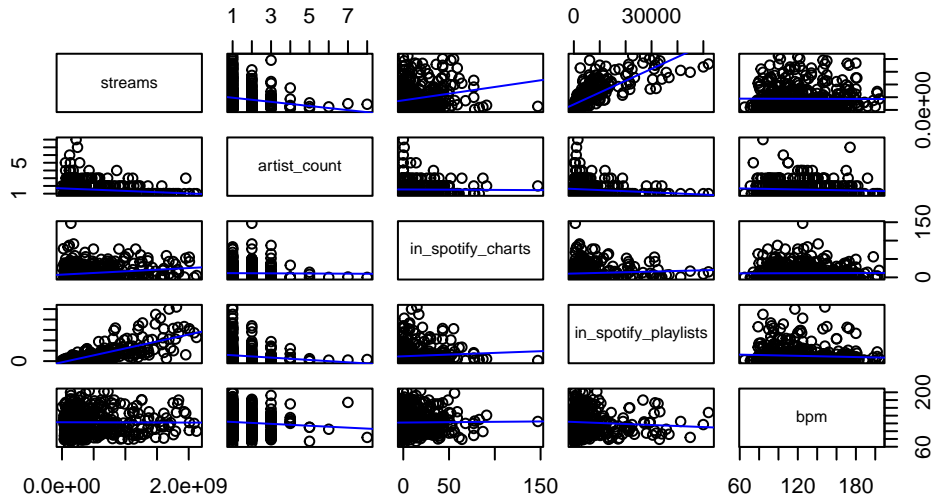 1 3 5 7 0 30000
streams 0.0e+00
1 5 artist_count
in_spotify_charts 0 150
0 in_spotify_playlists
bpm 60 200
0.0e+00 2.0e+09 0 50 150 60 120 180